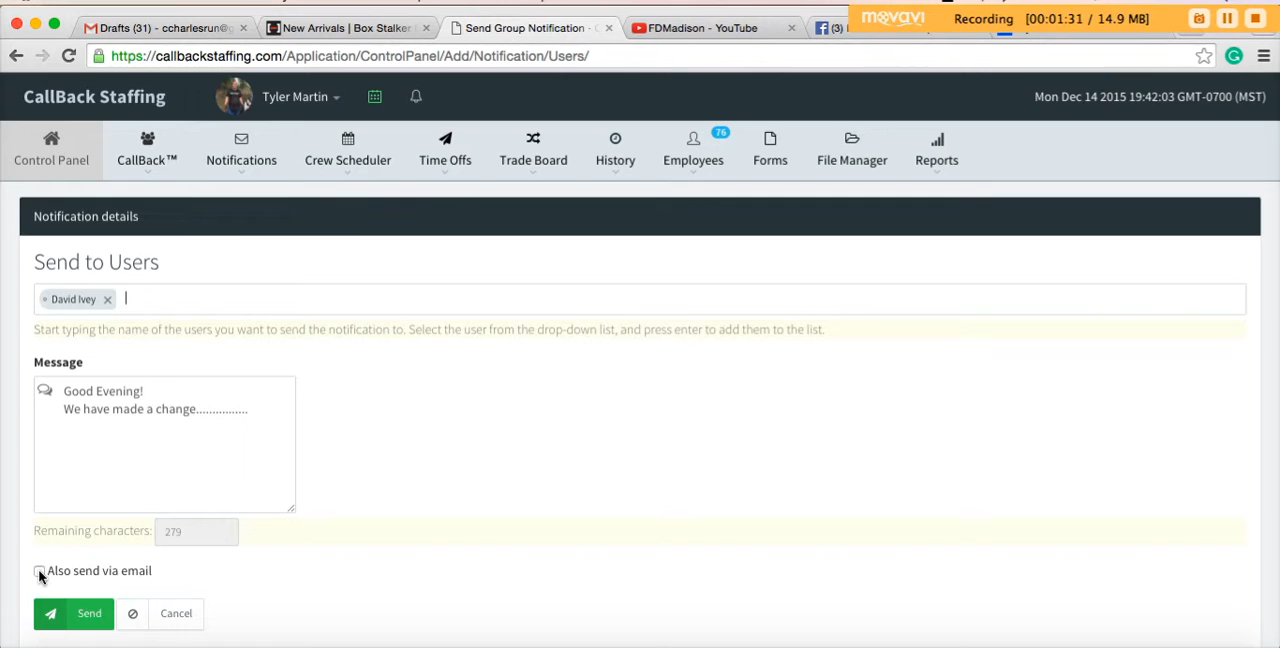 Drafts (31) - ccharlesrun@g
New Arrivals | Box Stalker
Send Group Notification -
FDMadison - YouTube
(3)
movavi
Recording [00:01:31 / 14.9 MB]
https://callbackstaffing.com/Application/ControlPanel/Add/Notification/Users/
CallBack Staffing
Tyler Martin
Mon Dec 14 2015 19:42:03 GMT-0700 (MST)
Control Panel
CallBack™
Notifications
Crew Scheduler
Time Offs
Trade Board
History
Employees
76
Forms
File Manager
Reports
Notification details
Send to Users
David Ivey
Start typing the name of the users you want to send the notification to. Select the user from the drop-down list, and press enter to add them to the list.
Message
Good Evening!
We have made a change................
Remaining characters: 279
Also send via email
Send
Cancel